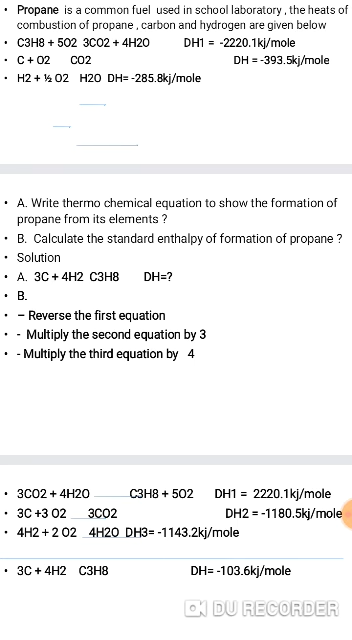 • Propane is a common fuel used in school laboratory , the heats of
combustion of propane , carbon and hydrogen are given below
• C3H8 + 5O2 3CO2 + 4H2O DH1 = -2220.1kj/mole
• C + O2 CO2 DH = -393.5kj/mole
• H2 + ½ O2 H2O DH= -285.8kj/mole
• A. Write thermo chemical equation to show the formation of
propane from its elements ?
• B. Calculate the standard enthalpy of formation of propane ?
• Solution
• A. 3C + 4H2 C3H8 DH=?
• B.
• – Reverse the first equation
• - Multiply the second equation by 3
• - Multiply the third equation by 4
• 3CO2 + 4H2O C3H8 + 5O2 DH1 = 2220.1kj/mole
• 3C +3 O2 3CO2 DH2 = -1180.5kj/mole
• 4H2 + 2 O2 4H2O DH3= -1143.2kj/mole
• 3C + 4H2 C3H8 DH= -103.6kj/mole
DU RECORDER